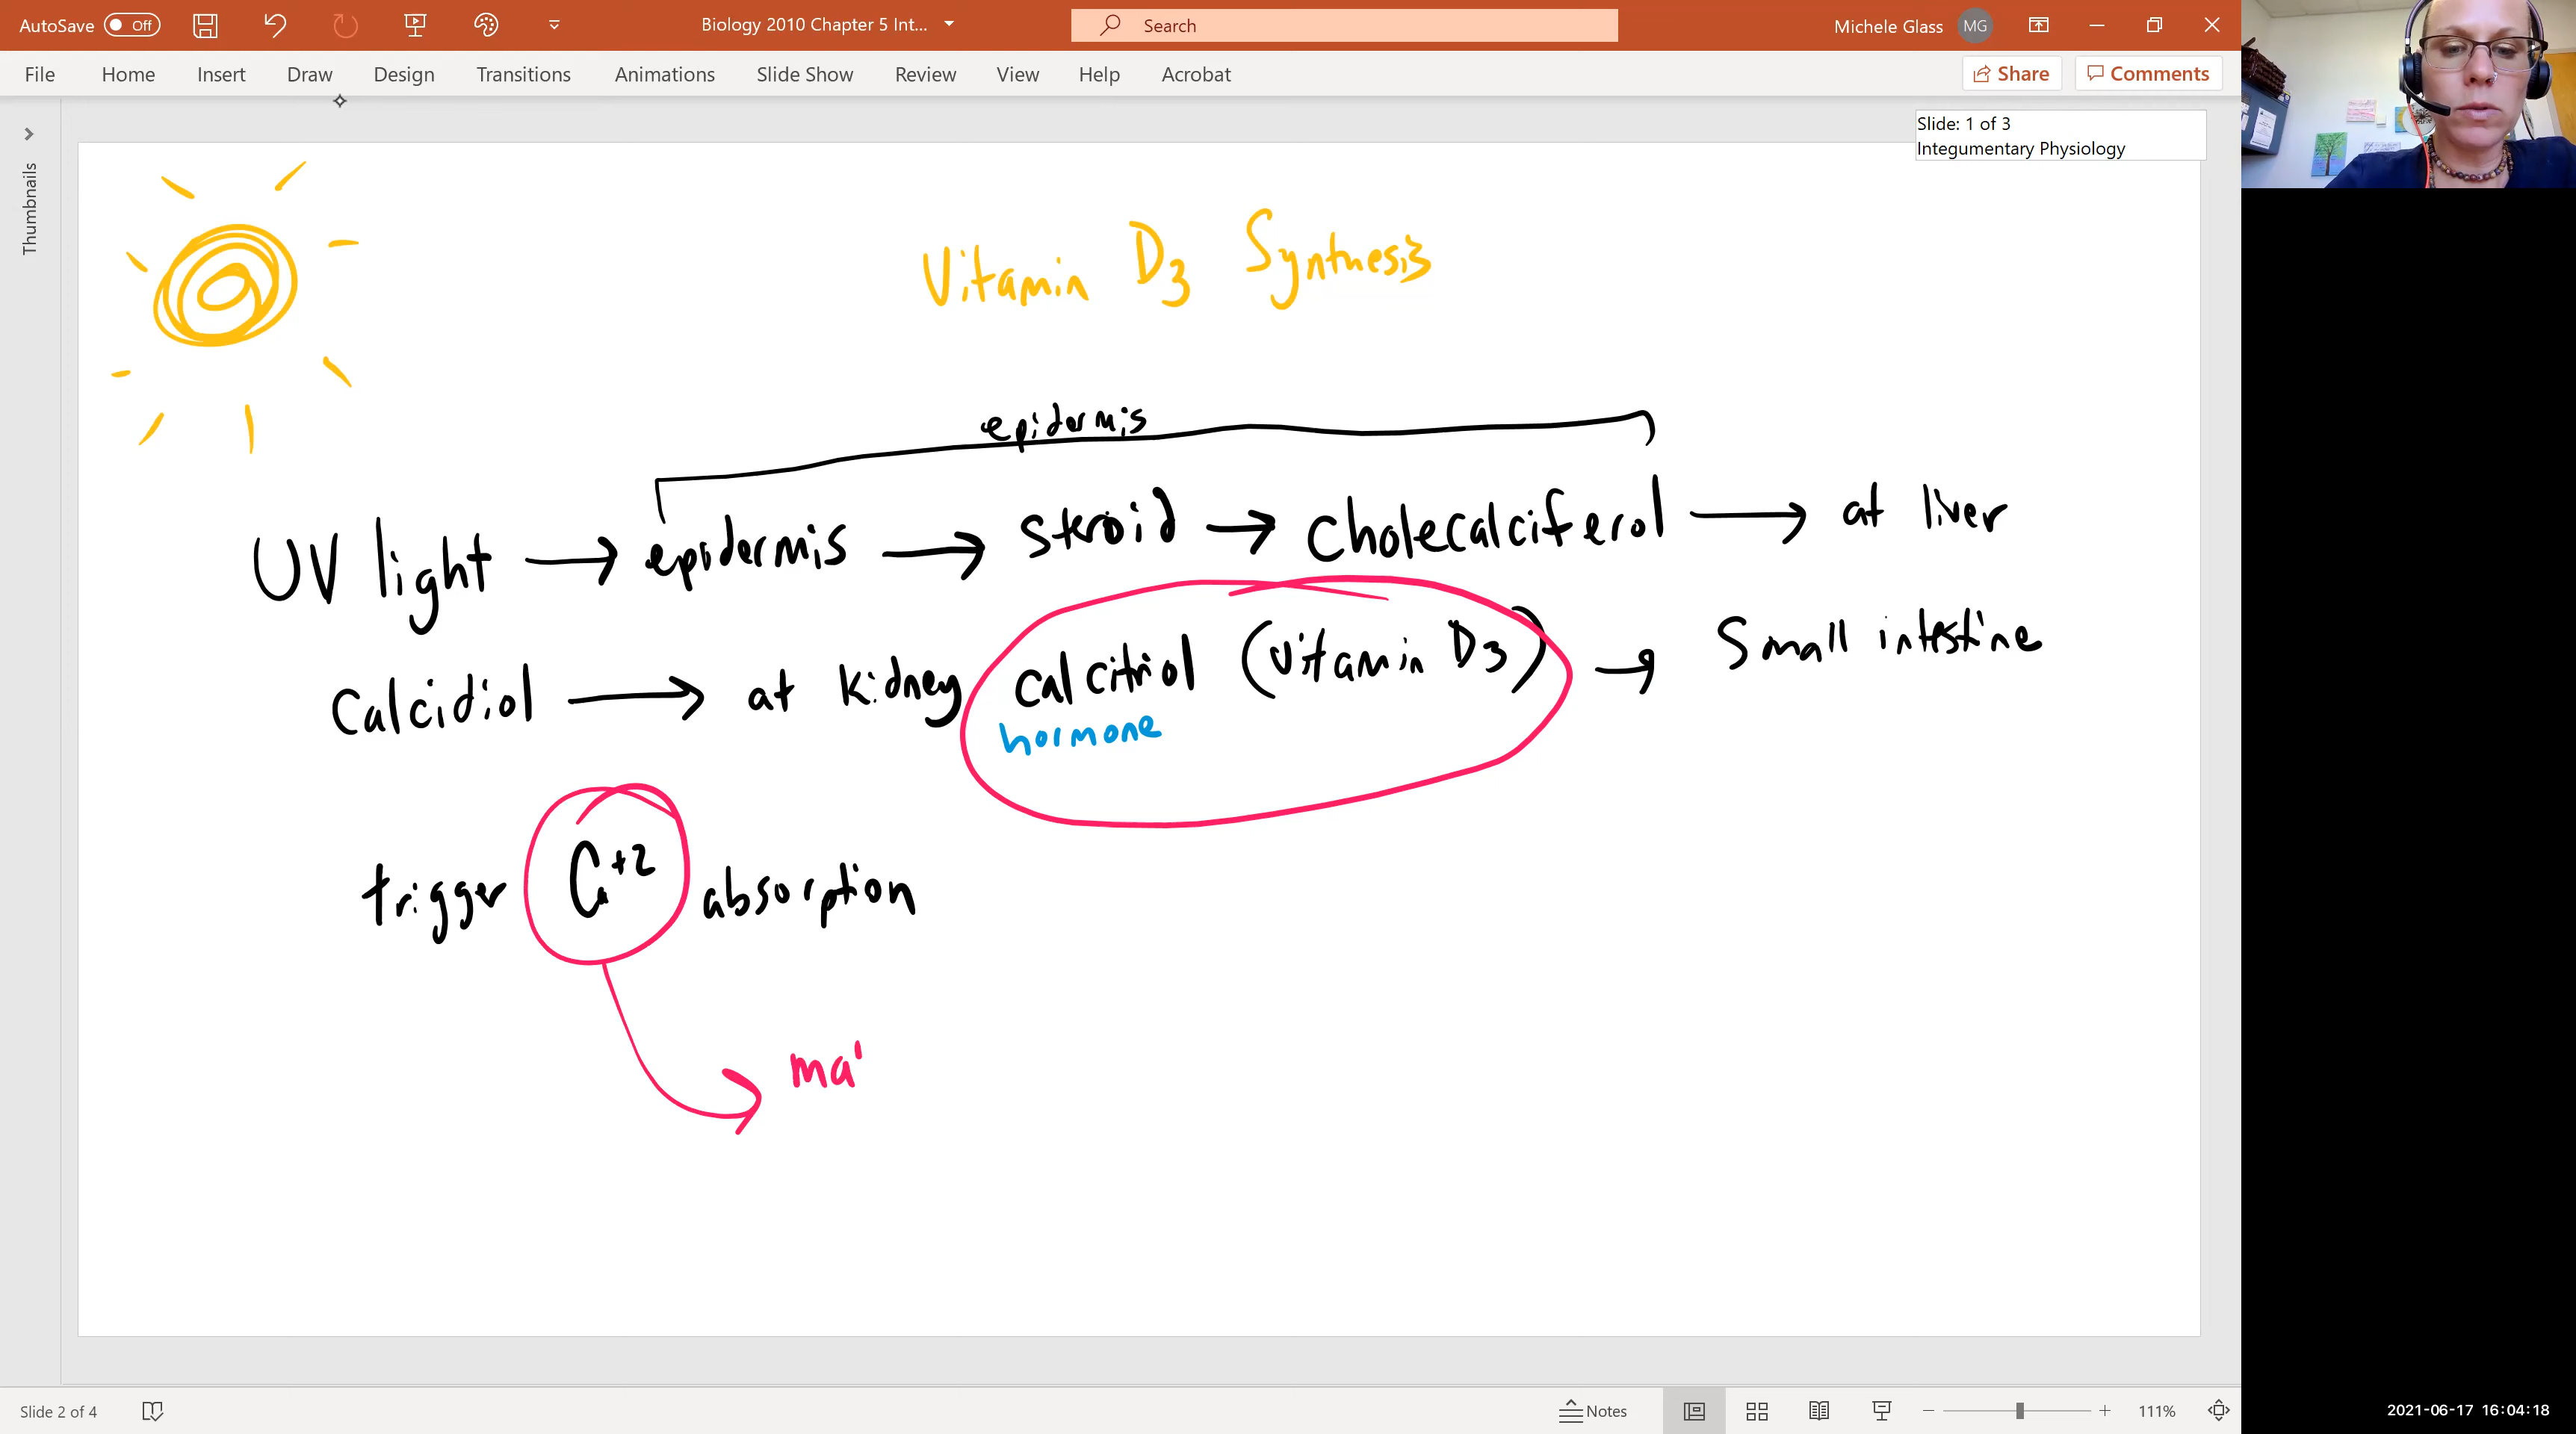 AutoSave Off Biology 2010 Chapter 5 Int... Search Michele Glass MG
File Home Insert Draw Design Transitions Animations Slide Show Review View Help Acrobat Share Comments
Thumbnails
Slide: 1 of 3
Integumentary Physiology
Vitamin D3 Synthesis
epidermis
UV light → epidermis → steroid → cholecalciferol → at liver
calcidiol → at kidney calcitriol (vitamin D3) → small intestine
hormone
trigger Ca+2 absorption
ma
Slide 2 of 4 Notes 111%
2021-06-17 16:04:18